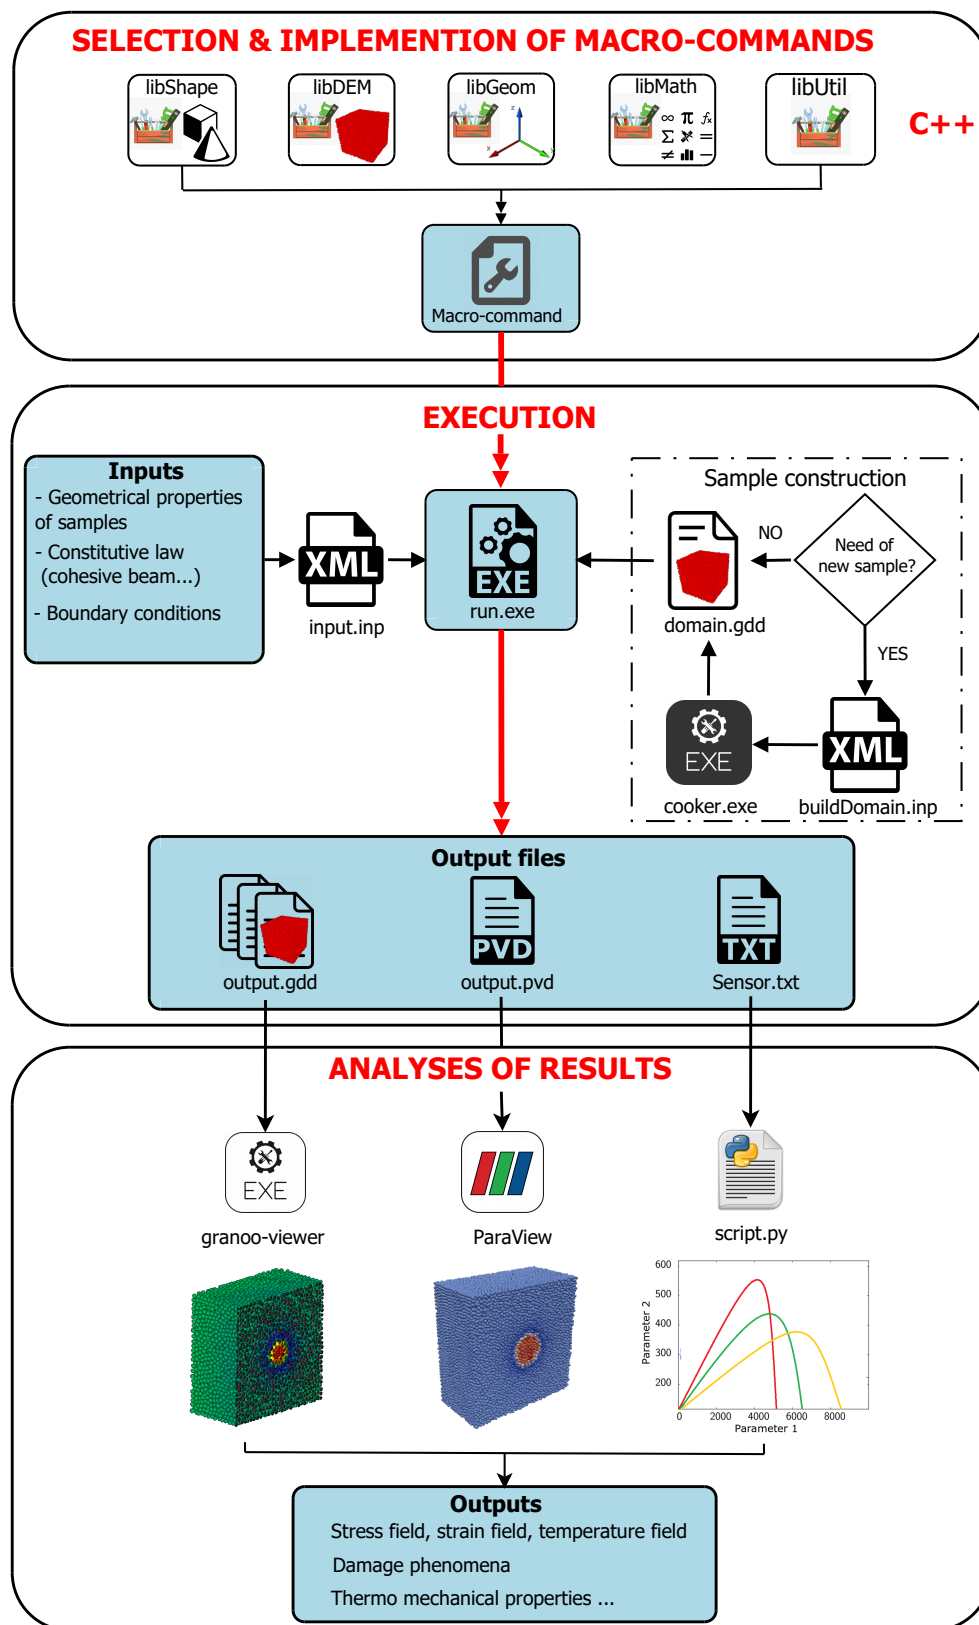 SELECTION & IMPLEMENTION OF MACRO-COMMANDS
libShape
libDEM
libGeom
libMath
libUtil
C++
z
x
y
∞ π fx
Σ =
≠ −
Macro-command
EXECUTION
Inputs
- Geometrical properties
of samples
- Constitutive law
(cohesive beam...)
- Boundary conditions
XML
input.inp
EXE
run.exe
Sample construction
NO
Need of
new sample?
domain.gdd
YES
EXE
cooker.exe
XML
buildDomain.inp
Output files
output.gdd
PVD
output.pvd
TXT
Sensor.txt
ANALYSES OF RESULTS
EXE
granoo-viewer
ParaView
script.py
Parameter 2
600
500
400
300
200
0
2000
4000
6000
8000
Parameter 1
Outputs
Stress field, strain field, temperature field
Damage phenomena
Thermo mechanical properties ...